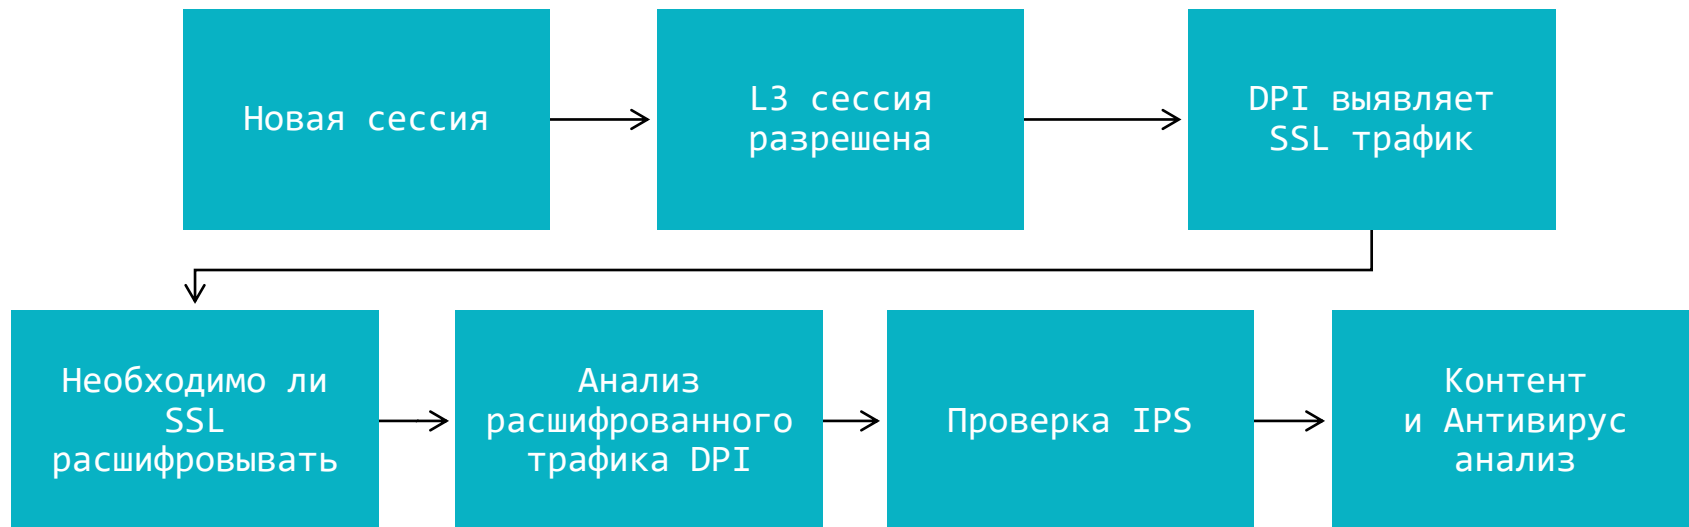 Новая сессия
L3 сессия
разрешена
DPI выявляет
SSL трафик
Необходимо ли
SSL
расшифровывать
Анализ
расшифрованного
трафика DPI
Проверка IPS
Контент
и Антивирус
анализ